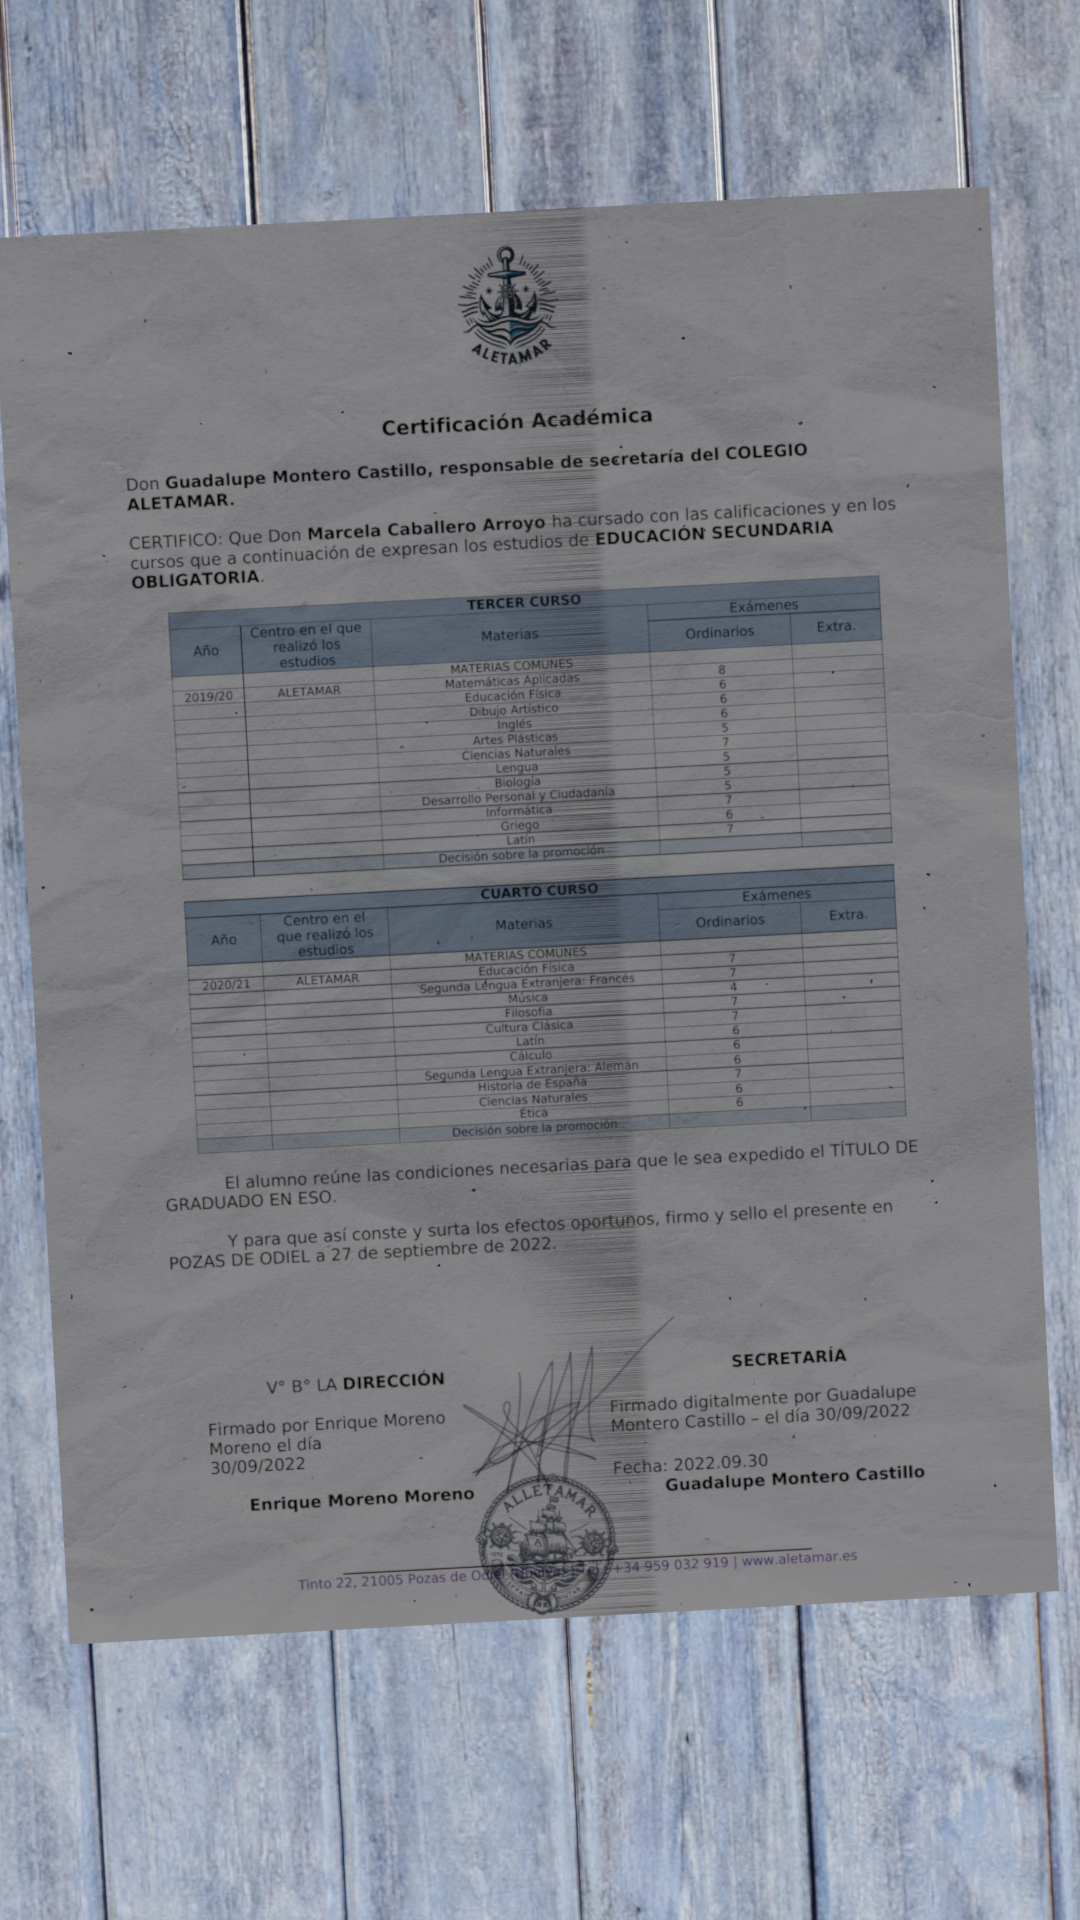 ALETAMAR
Certificación Académica
Don Guadalupe Montero Castillo, responsable de secretaría del COLEGIO
ALETAMAR.
CERTIFICO: Que Don Marcela Caballero Arroyo ha cursado con las calificaciones y en los
cursos que a continuación de expresan los estudios de EDUCACIÓN SECUNDARIA
OBLIGATORIA.
TERCER CURSO
Año Centro en el que realizó los estudios Materias Exámenes
Ordinarios Extra.
MATERIAS COMUNES
2019/20 ALETAMAR Matemáticas Aplicadas 8
Educación Física 6
Dibujo Artístico 6
Inglés 6
Artes Plásticas 5
Ciencias Naturales 7
Lengua 5
Biología 5
Desarrollo Personal y Ciudadanía 5
Informática 7
Griego 6
Latín 7
Decisión sobre la promoción
CUARTO CURSO
Año Centro en el que realizó los estudios Materias Exámenes
Ordinarios Extra.
MATERIAS COMUNES
2020/21 ALETAMAR Educación Física 7
Segunda Lengua Extranjera: Francés 7
Música 4
Filosofía 7
Cultura Clásica 7
Latín 6
Cálculo 6
Segunda Lengua Extranjera: Alemán 6
Historia de España 7
Ciencias Naturales 6
Ética 6
Decisión sobre la promoción
El alumno reúne las condiciones necesarias para que le sea expedido el TÍTULO DE
GRADUADO EN ESO.
Y para que así conste y surta los efectos oportunos, firmo y sello el presente en
POZAS DE ODIEL a 27 de septiembre de 2022.
V° B° LA DIRECCIÓN
Firmado por Enrique Moreno
Moreno el día
30/09/2022
Enrique Moreno Moreno
SECRETARÍA
Firmado digitalmente por Guadalupe
Montero Castillo – el día 30/09/2022
Fecha: 2022.09.30
Guadalupe Montero Castillo
ALLETAMAR
Tinto 22, 21005 Pozas de Odiel +34 959 032 919 | www.aletamar.es